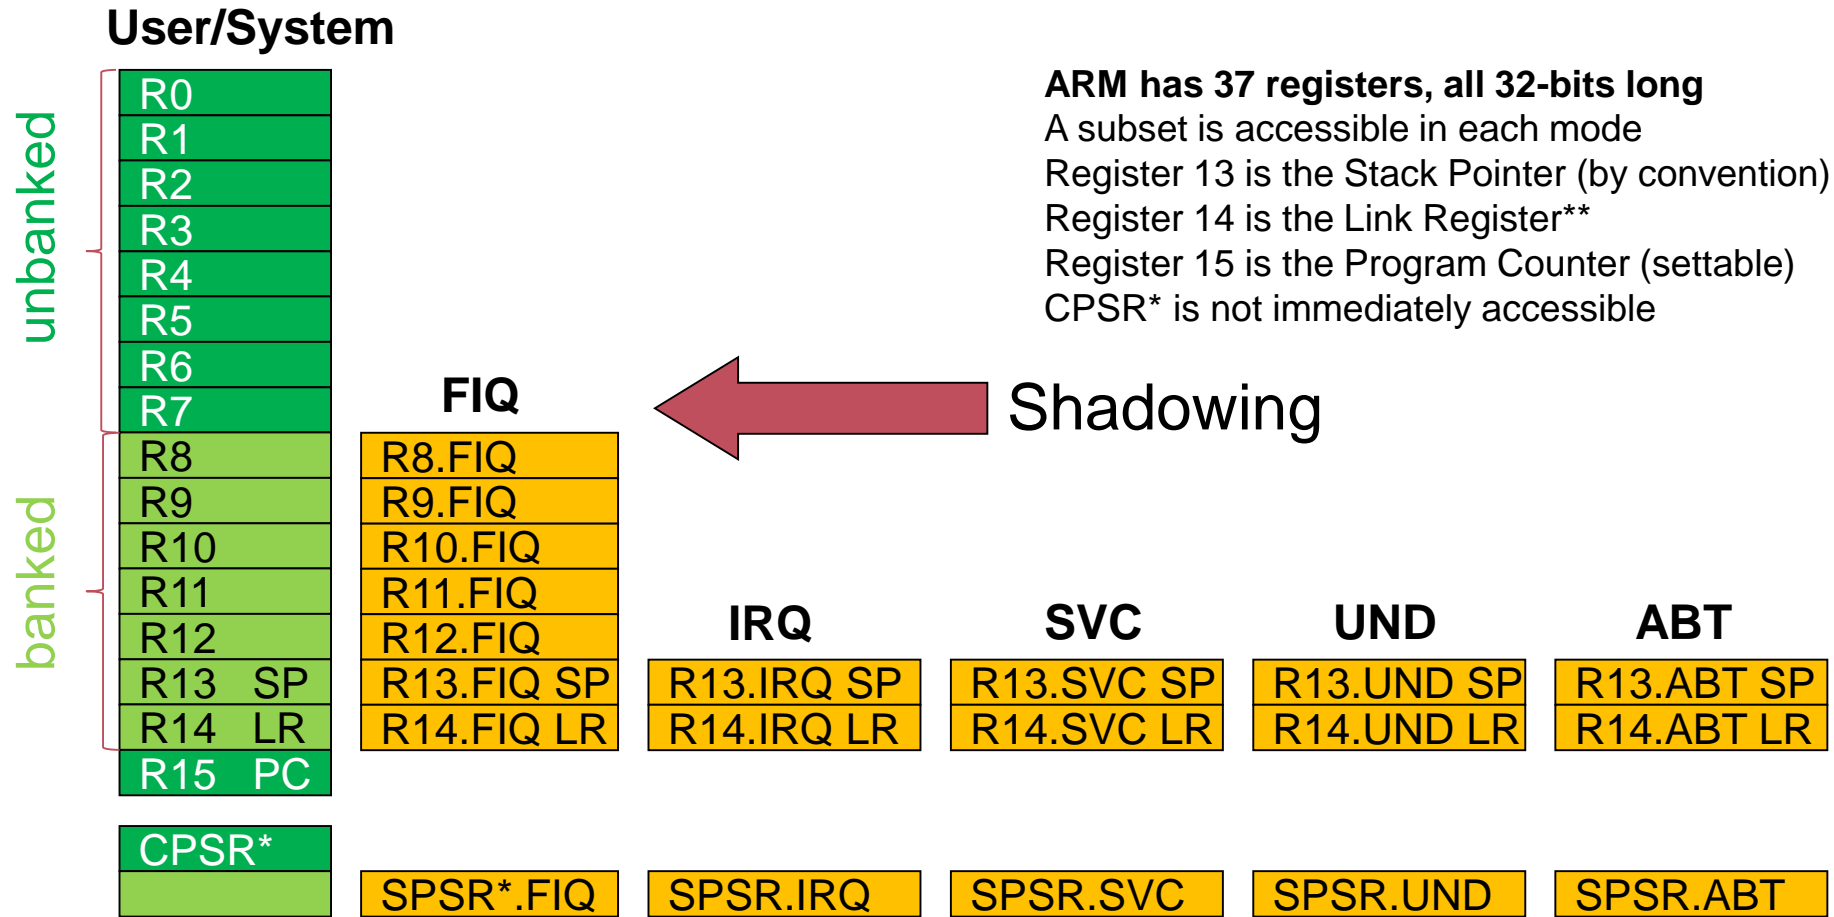 User/System
ARM has 37 registers, all 32-bits long
A subset is accessible in each mode
Register 13 is the Stack Pointer (by convention)
Register 14 is the Link Register**
Register 15 is the Program Counter (settable)
CPSR* is not immediately accessible
unbanked
R0
R1
R2
R3
R4
R5
R6
R7
FIQ
Shadowing
banked
R8 R8.FIQ
R9 R9.FIQ
R10 R10.FIQ
R11 R11.FIQ
IRQ SVC UND ABT
R12 R12.FIQ
R13 SP R13.FIQ SP R13.IRQ SP R13.SVC SP R13.UND SP R13.ABT SP
R14 LR R14.FIQ LR R14.IRQ LR R14.SVC LR R14.UND LR R14.ABT LR
R15 PC
CPSR*
SPSR*.FIQ SPSR.IRQ SPSR.SVC SPSR.UND SPSR.ABT